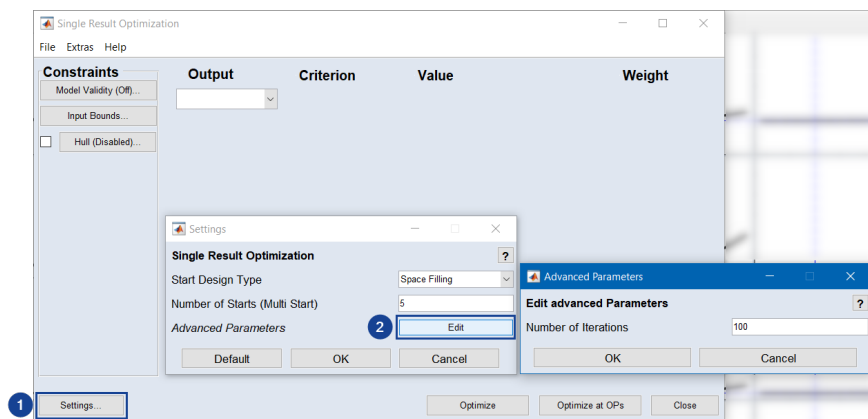 Single Result Optimization
File Extras Help
Constraints
Output Criterion Value Weight
Model Validity (Off)...
Input Bounds...
Hull (Disabled)...
Settings
Single Result Optimization ?
Start Design Type Space Filling
Number of Starts (Multi Start) 5
Advanced Parameters 2 Edit
Default OK Cancel
Advanced Parameters
Edit advanced Parameters ?
Number of Iterations 100
OK Cancel
1 Settings... Optimize Optimize at OPs Close